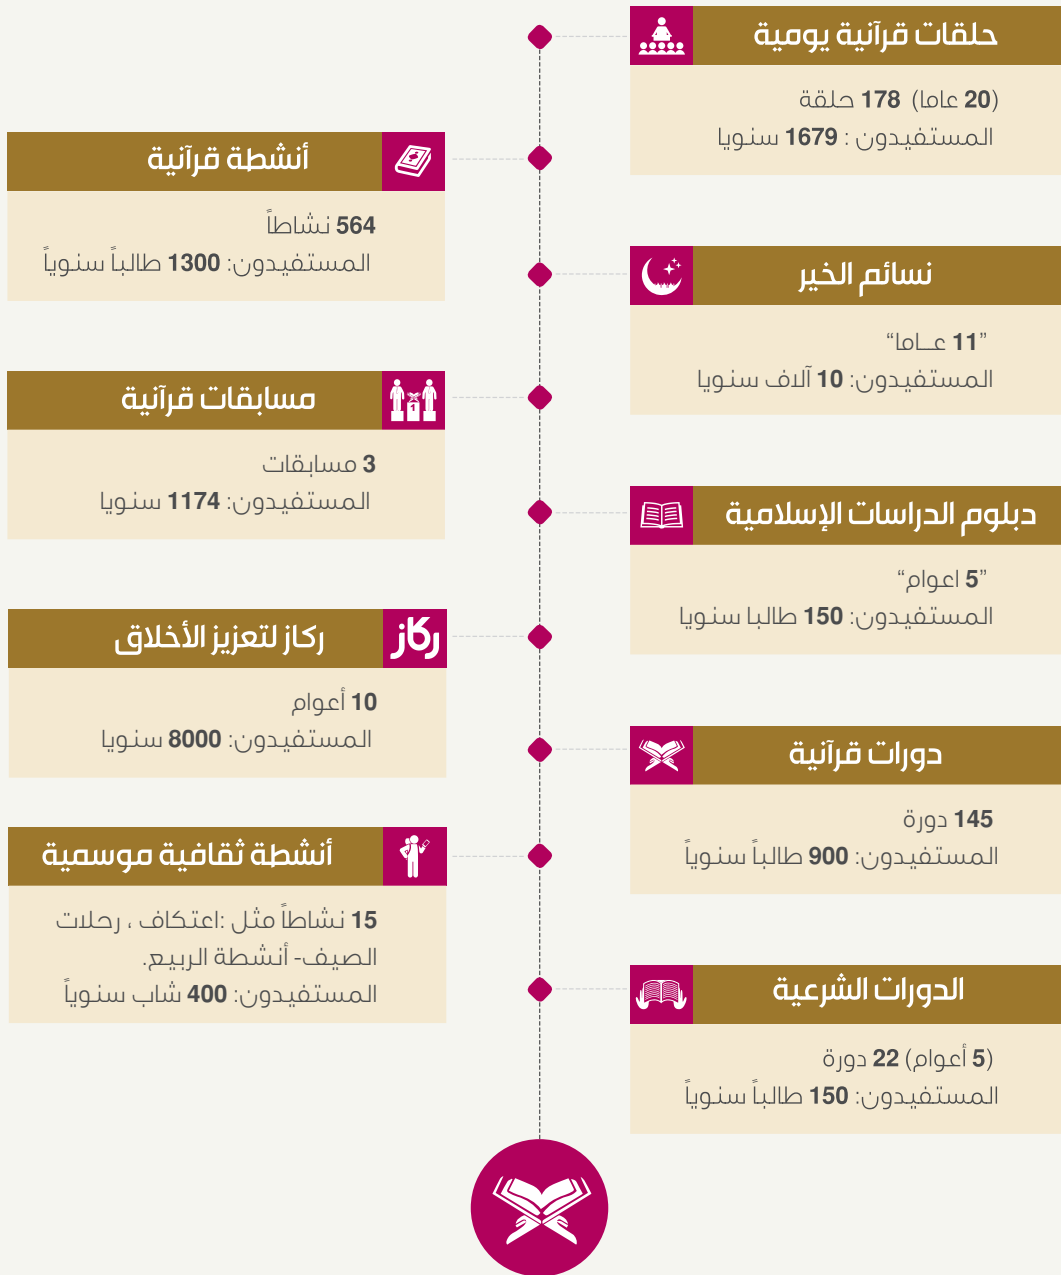 حلقات قرآنية يومية
(20 عاما) 178 حلقة
المستفيدون : 1679 سنويا
أنشطة قرآنية
564 نشاطاً
المستفيدون: 1300 طالباً سنوياً
نسائم الخير
”11 عــاما“
المستفيدون: 10 آلاف سنويا
مسابقات قرآنية
1
3 مسابقات
المستفيدون: 1174 سنويا
دبلوم الدراسات الإسلامية
”5 اعوام“
المستفيدون: 150 طالبا سنويا
ركاز لتعزيز الأخلاق
ركاز
10 أعوام
المستفيدون: 8000 سنويا
دورات قرآنية
145 دورة
المستفيدون: 900 طالباً سنوياً
أنشطة ثقافية موسمية
15 نشاطاً مثل :اعتكاف ، رحلات
الصيف- أنشطة الربيع.
المستفيدون: 400 شاب سنوياً
الدورات الشرعية
(5 أعوام) 22 دورة
المستفيدون: 150 طالباً سنوياً